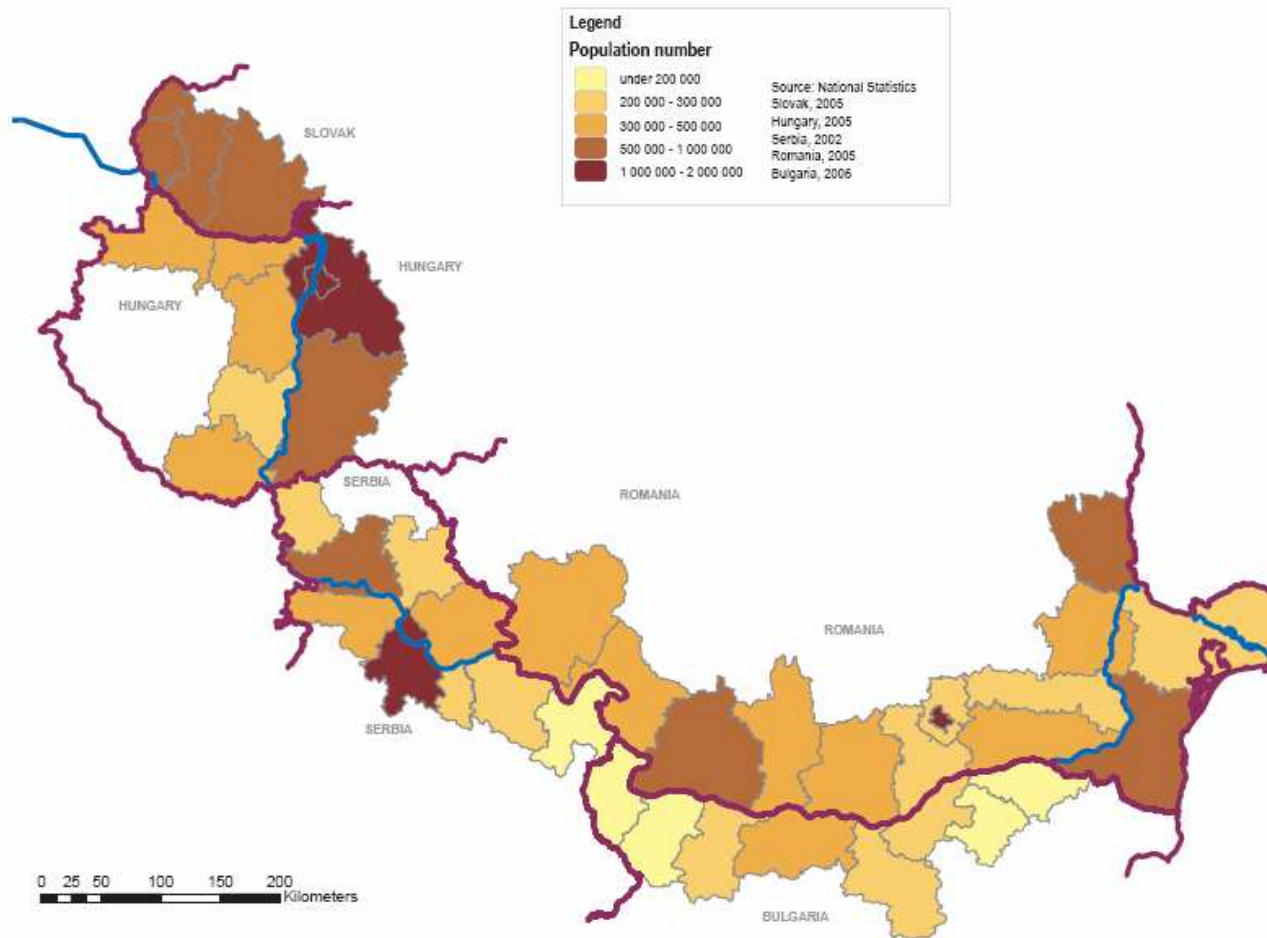 Legend
Population number
under 200 000
200 000 - 300 000
300 000 - 500 000
500 000 - 1 000 000
1 000 000 - 2 000 000
Source: National Statistics
Slovak, 2005
Hungary, 2005
Serbia, 2002
Romania, 2005
Bulgaria, 2006
SLOVAK
HUNGARY
HUNGARY
SERBIA
ROMANIA
ROMANIA
SERBIA
BULGARIA
0 25 50 100 150 200
Kilometers